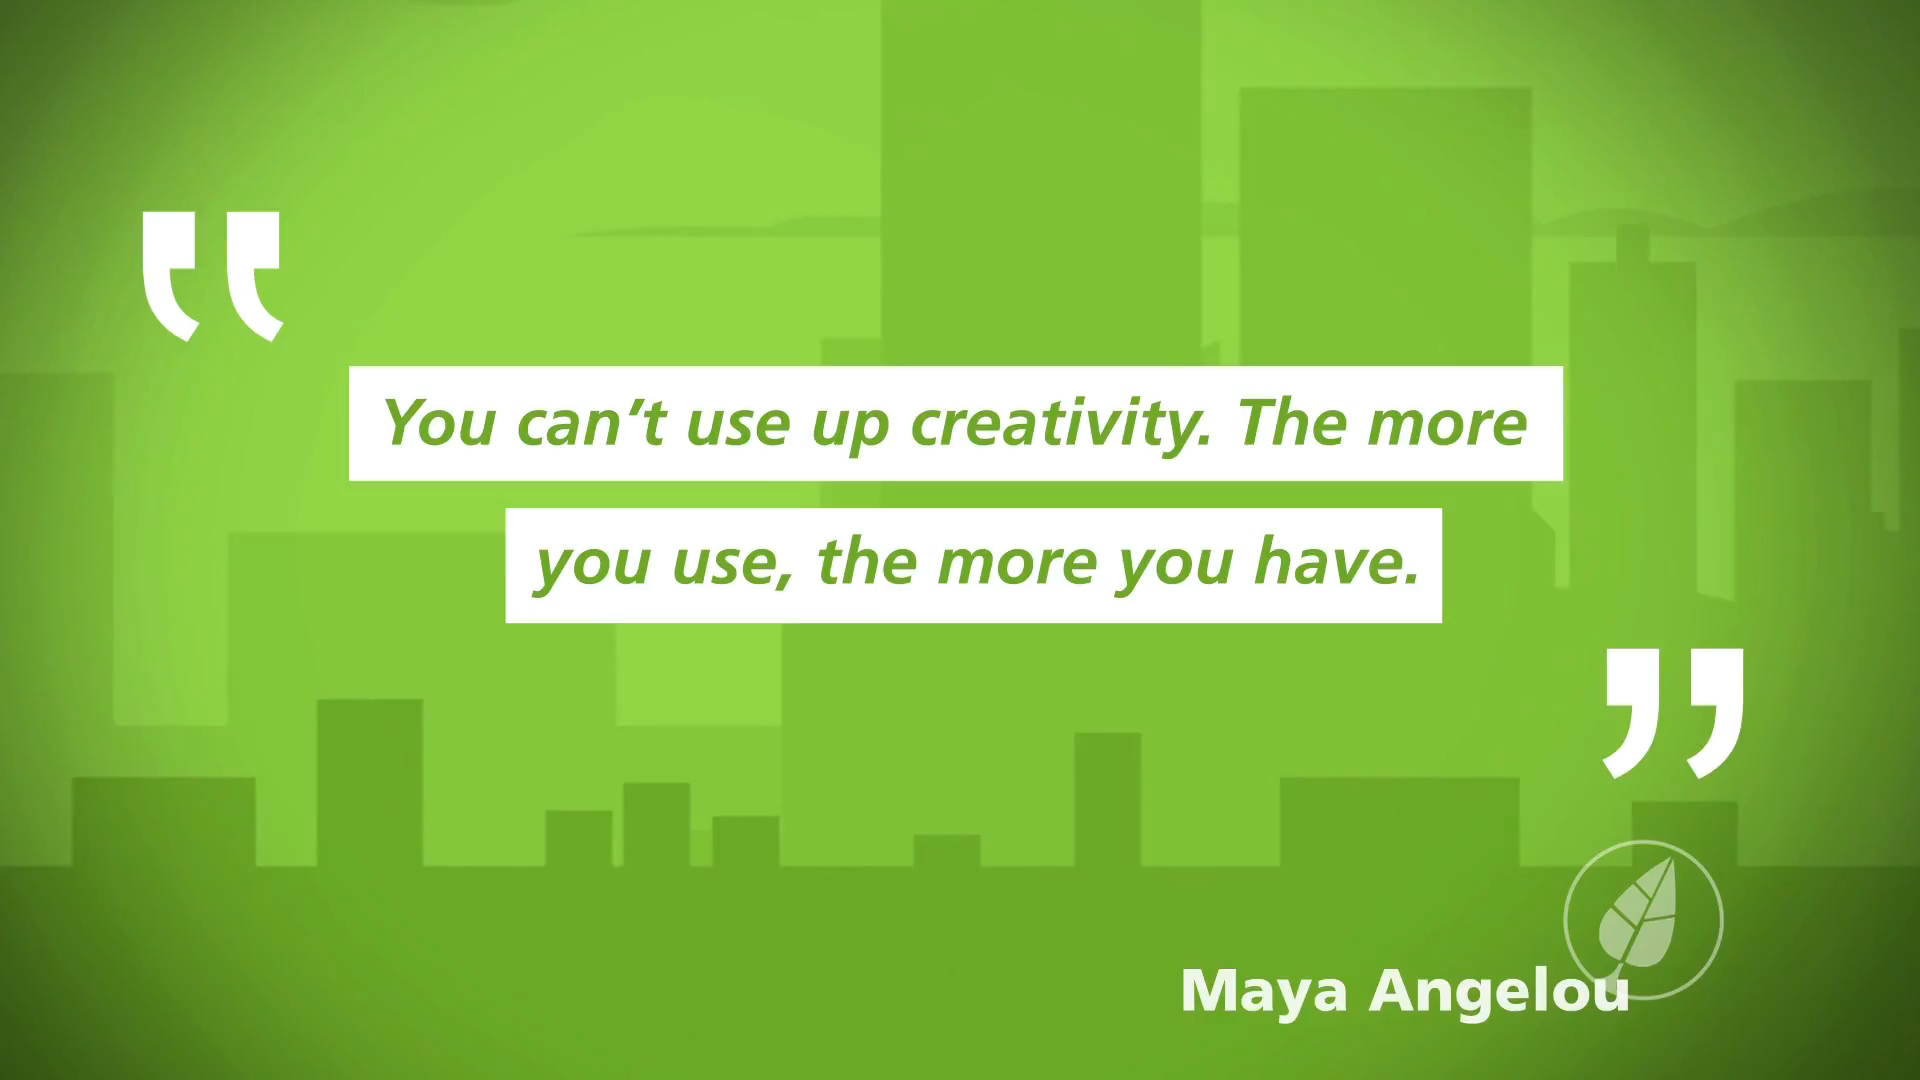 “
You can’t use up creativity. The more
you use, the more you have.
”
Maya Angelou